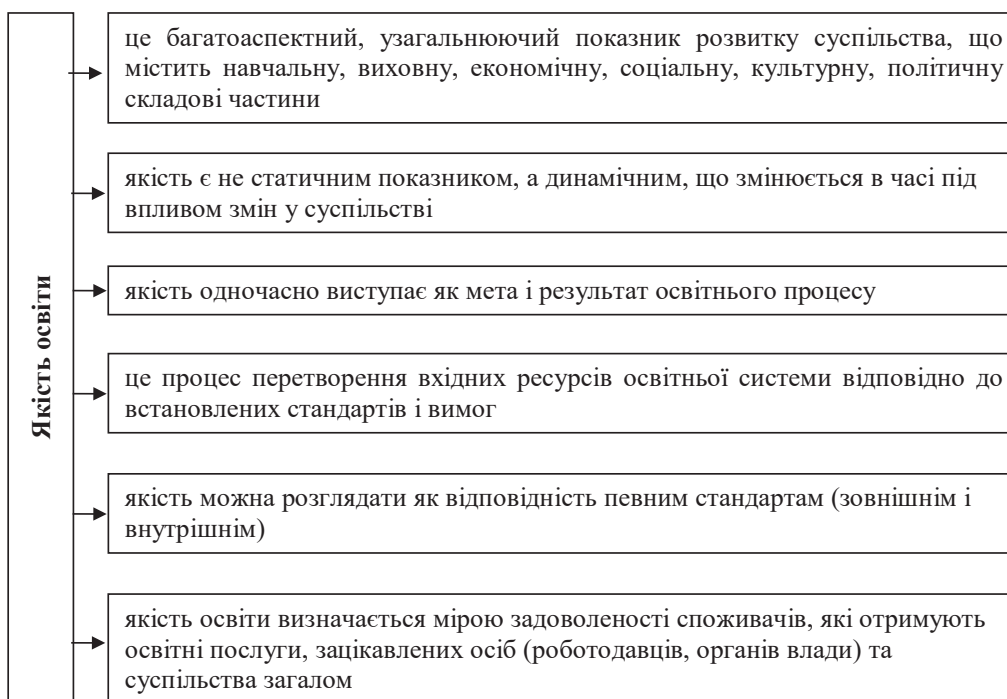 Якість освіти
це багатоаспектний, узагальнюючий показник розвитку суспільства, що
містить навчальну, виховну, економічну, соціальну, культурну, політичну
складові частини
якість є не статичним показником, а динамічним, що змінюється в часі під
впливом змін у суспільстві
якість одночасно виступає як мета і результат освітнього процесу
це процес перетворення вхідних ресурсів освітньої системи відповідно до
встановлених стандартів і вимог
якість можна розглядати як відповідність певним стандартам (зовнішнім і
внутрішнім)
якість освіти визначається мірою задоволеності споживачів, які отримують
освітні послуги, зацікавлених осіб (роботодавців, органів влади) та
суспільства загалом